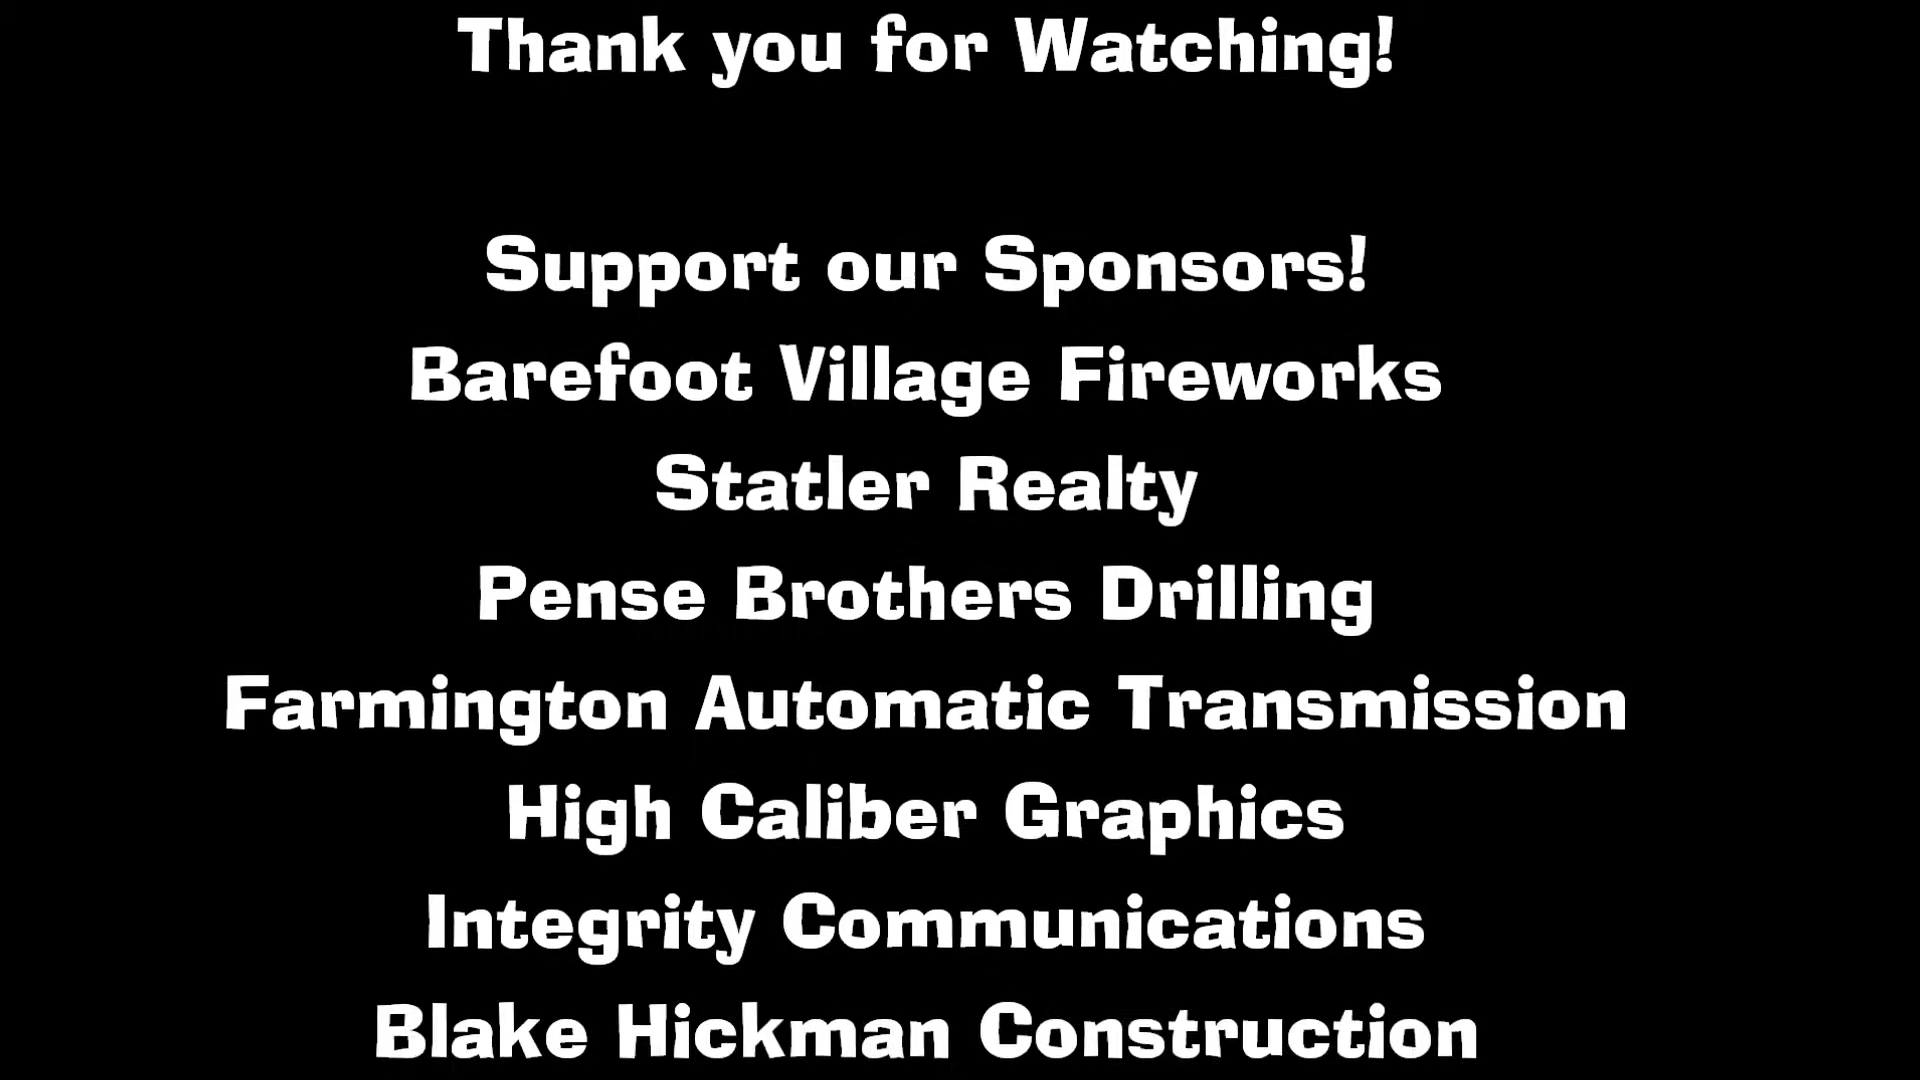 Thank you for Watching!
Support our Sponsors!
Barefoot Village Fireworks
Statler Realty
Pense Brothers Drilling
Farmington Automatic Transmission
High Caliber Graphics
Integrity Communications
Blake Hickman Construction